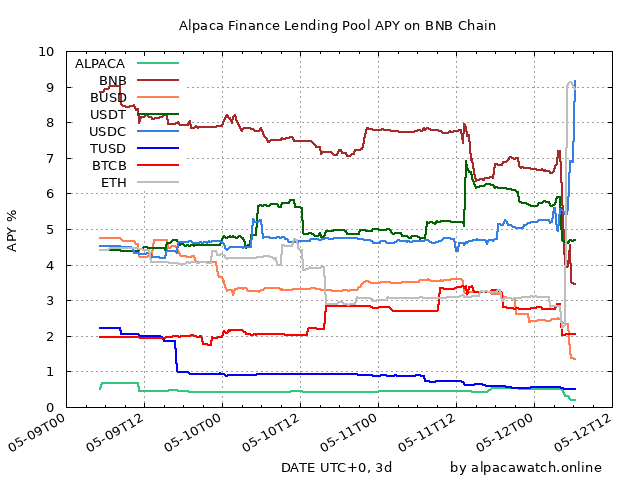 Alpaca Finance Lending Pool APY on BNB Chain
10
9
8
7
6
5
4
3
2
1
0
APY %
ALPACA
BNB
BUSD
USDT
USDC
TUSD
BTCB
ETH
05-09T00
05-09T12
05-10T00
05-10T12
05-11T00
05-11T12
05-12T00
05-12T12
DATE UTC+0, 3d
by alpacawatch.online